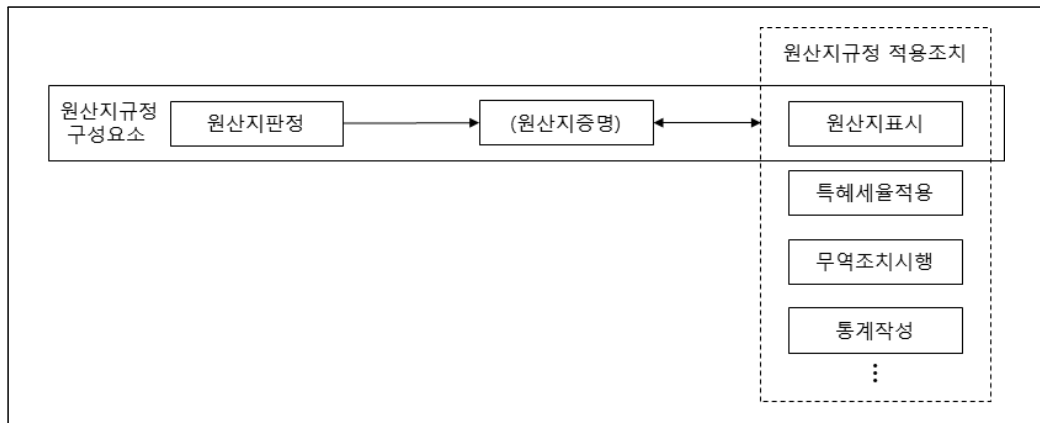 원산지규정 적용조치
원산지규정
구성요소
원산지판정
(원산지증명)
원산지표시
특혜세율적용
무역조치시행
통계작성
⋮